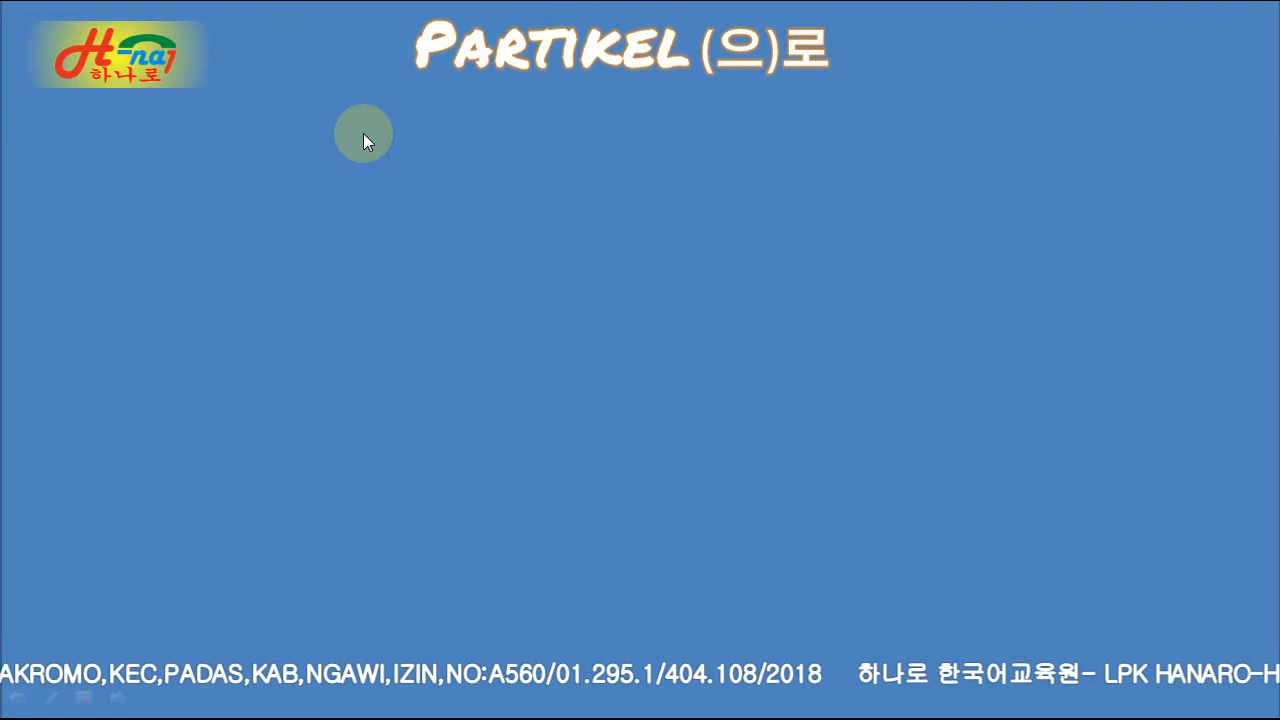 H-na1
하나로
PARTIKEL (으)로
AKROMO,KEC,PADAS,KAB,NGAWI,IZIN,NO:A560/01.295.1/404.108/2018 하나로 한국어교육원- LPK HANARO-H